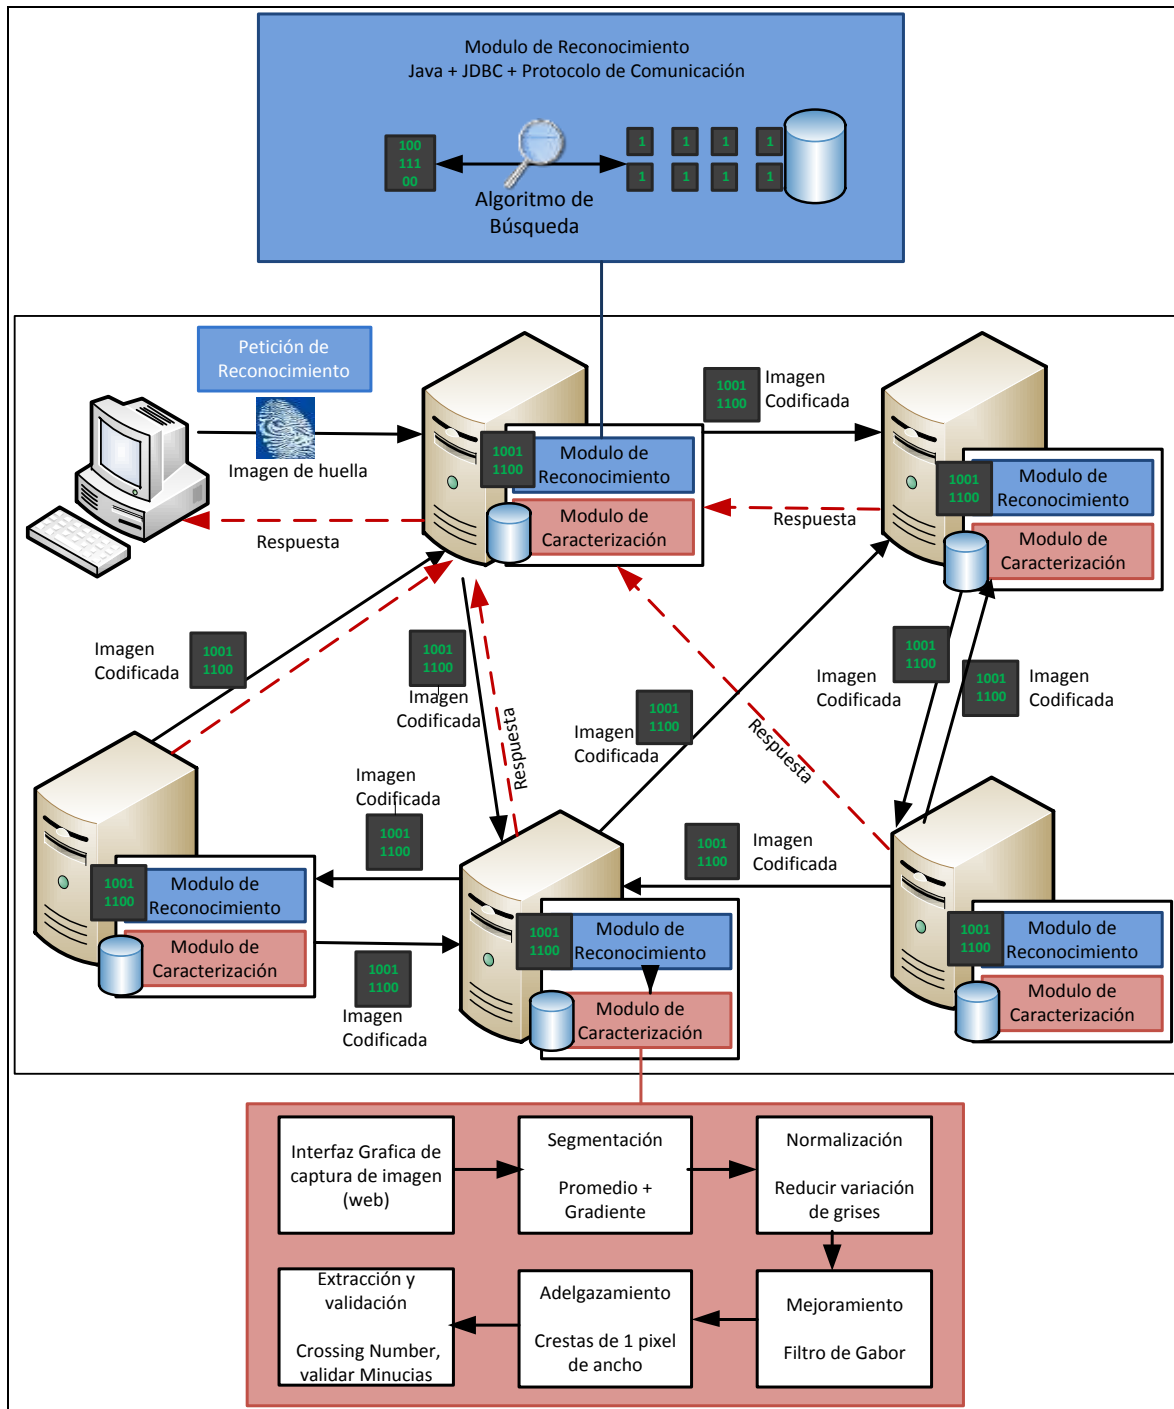 Modulo de Reconocimiento
Java + JDBC + Protocolo de Comunicación
100
111
00
1 1 1 1
1 1 1 1
Algoritmo de
Búsqueda
Petición de
Reconocimiento
Imagen de huella
Respuesta
1001
1100
Modulo de
Reconocimiento
Modulo de
Caracterización
1001
1100
Imagen
Codificada
Respuesta
1001
1100
Modulo de
Reconocimiento
Modulo de
Caracterización
Imagen
Codificada
1001
1100
1001
1100
Imagen
Codificada
Respuesta
Imagen
Codificada
1001
1100
Respuesta
Imagen
Codificada
1001
1100
1001
1100
Imagen
Codificada
Imagen
Codificada
1001
1100
1001
1100
Imagen
Codificada
1001
1100
Modulo de
Reconocimiento
Modulo de
Caracterización
1001
1100
Imagen
Codificada
1001
1100
Modulo de
Reconocimiento
Modulo de
Caracterización
1001
1100
Modulo de
Reconocimiento
Modulo de
Caracterización
Interfaz Grafica de
captura de imagen
(web)
Segmentación
Promedio +
Gradiente
Normalización
Reducir variación
de grises
Extracción y
validación
Crossing Number,
validar Minucias
Adelgazamiento
Crestas de 1 pixel
de ancho
Mejoramiento
Filtro de Gabor